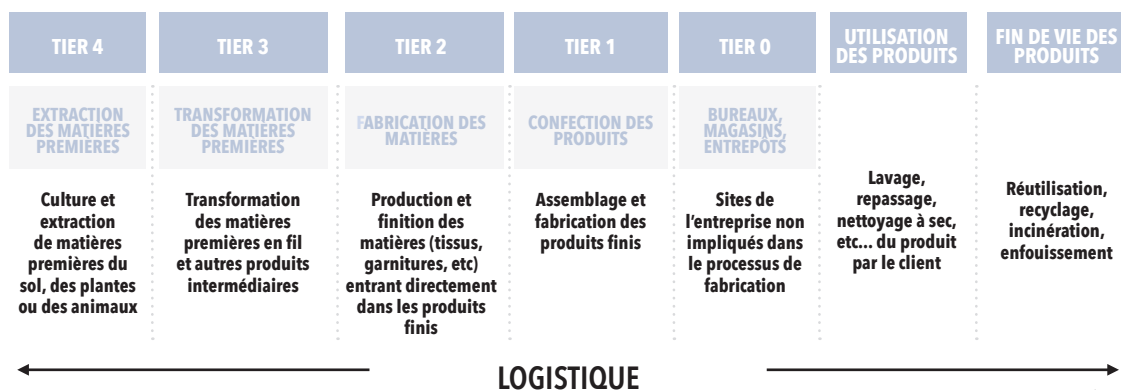 TIER 4
TIER 3
TIER 2
TIER 1
TIER 0
UTILISATION
DES PRODUITS
FIN DE VIE DES
PRODUITS
EXTRACTION
DES MATIÈRES
PREMIÈRES
TRANSFORMATION
DES MATIÈRES
PREMIÈRES
FABRICATION DES
MATIÈRES
CONFECTION DES
PRODUITS
BUREAUX,
MAGASINS,
ENTREPÔTS
Culture et
extraction
de matières
premières du
sol, des plantes
ou des animaux
Transformation
des matières
premières en fil
et autres produits
intermédiaires
Production et
finition des
matières (tissus,
garnitures, etc)
entrant directement
dans les produits
finis
Assemblage et
fabrication des
produits finis
Sites de
l'entreprise non
impliqués dans
le processus de
fabrication
Lavage,
repassage,
nettoyage à sec,
etc... du produit
par le client
Réutilisation,
recyclage,
incinération,
enfouissement
LOGISTIQUE